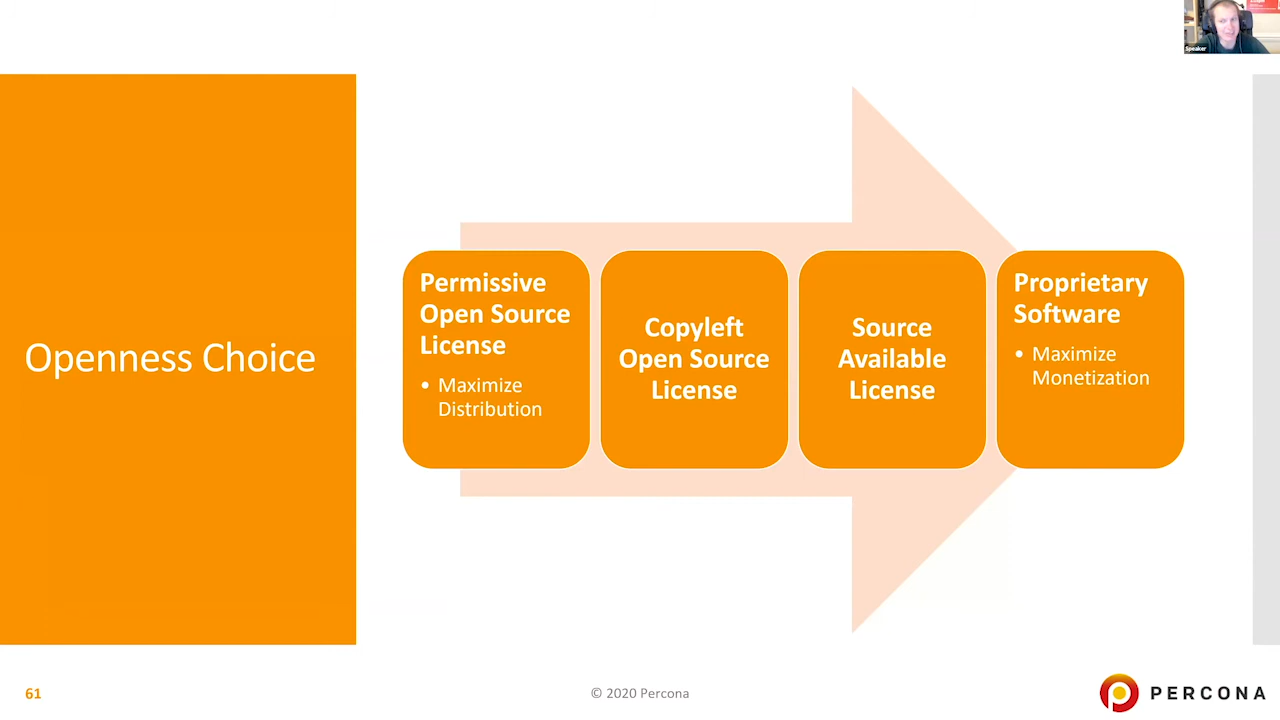 Speaker
Openness Choice
Permissive
Open Source
License
• Maximize
Distribution
Copyleft
Open Source
License
Source
Available
License
Proprietary
Software
• Maximize
Monetization
61
© 2020 Percona
PERCONA